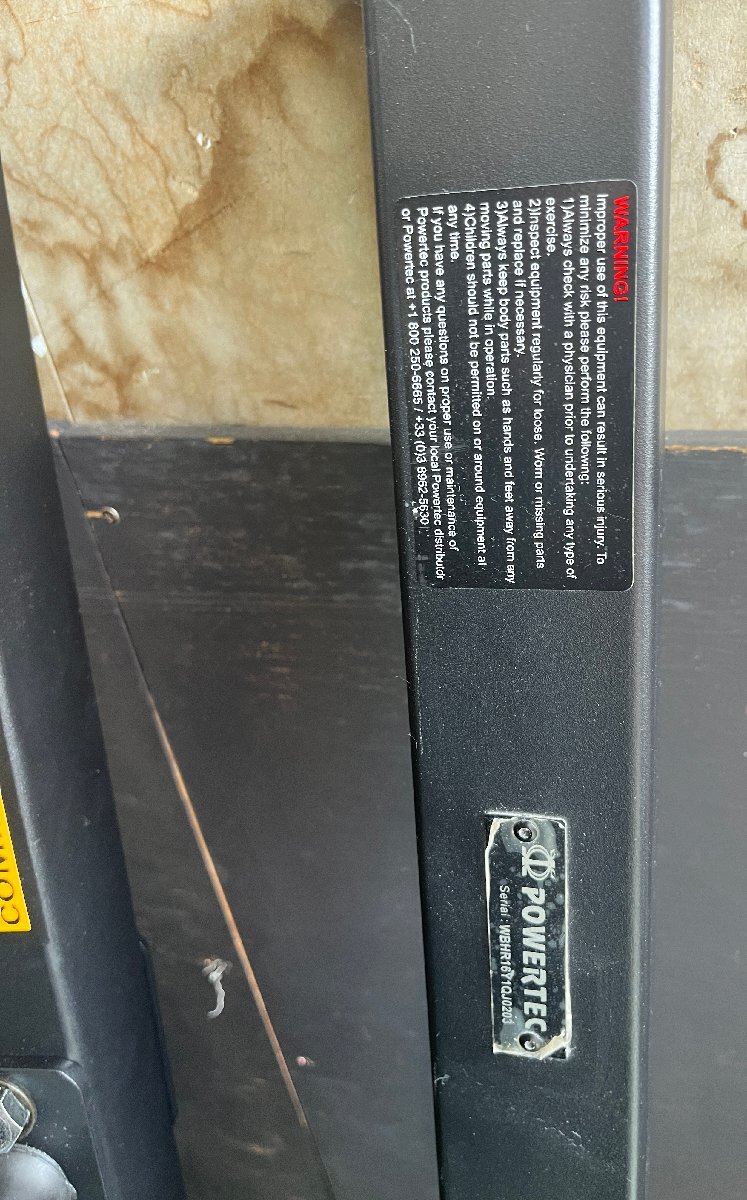 WARNING!
Improper use of this equipment can result in serious injury. To
minimize any risk please perform the following:
1)Always check with a physician prior to undertaking any type of
exercise.
2)Inspect equipment regularly for loose. Worn or missing parts
and replace if necessary.
3)Always keep body parts such as hands and feet away from any
moving parts while in operation.
4)Children should not be permitted on or around equipment at
any time.
If you have any questions on proper use or maintenance of
Powertec products please contact your local Powertec distributor
or Powertec at +1 800 250-6665 / +33 (0)3 8962-5630 .
POWERTEC
Serial : WBHR16Y1QJ0203